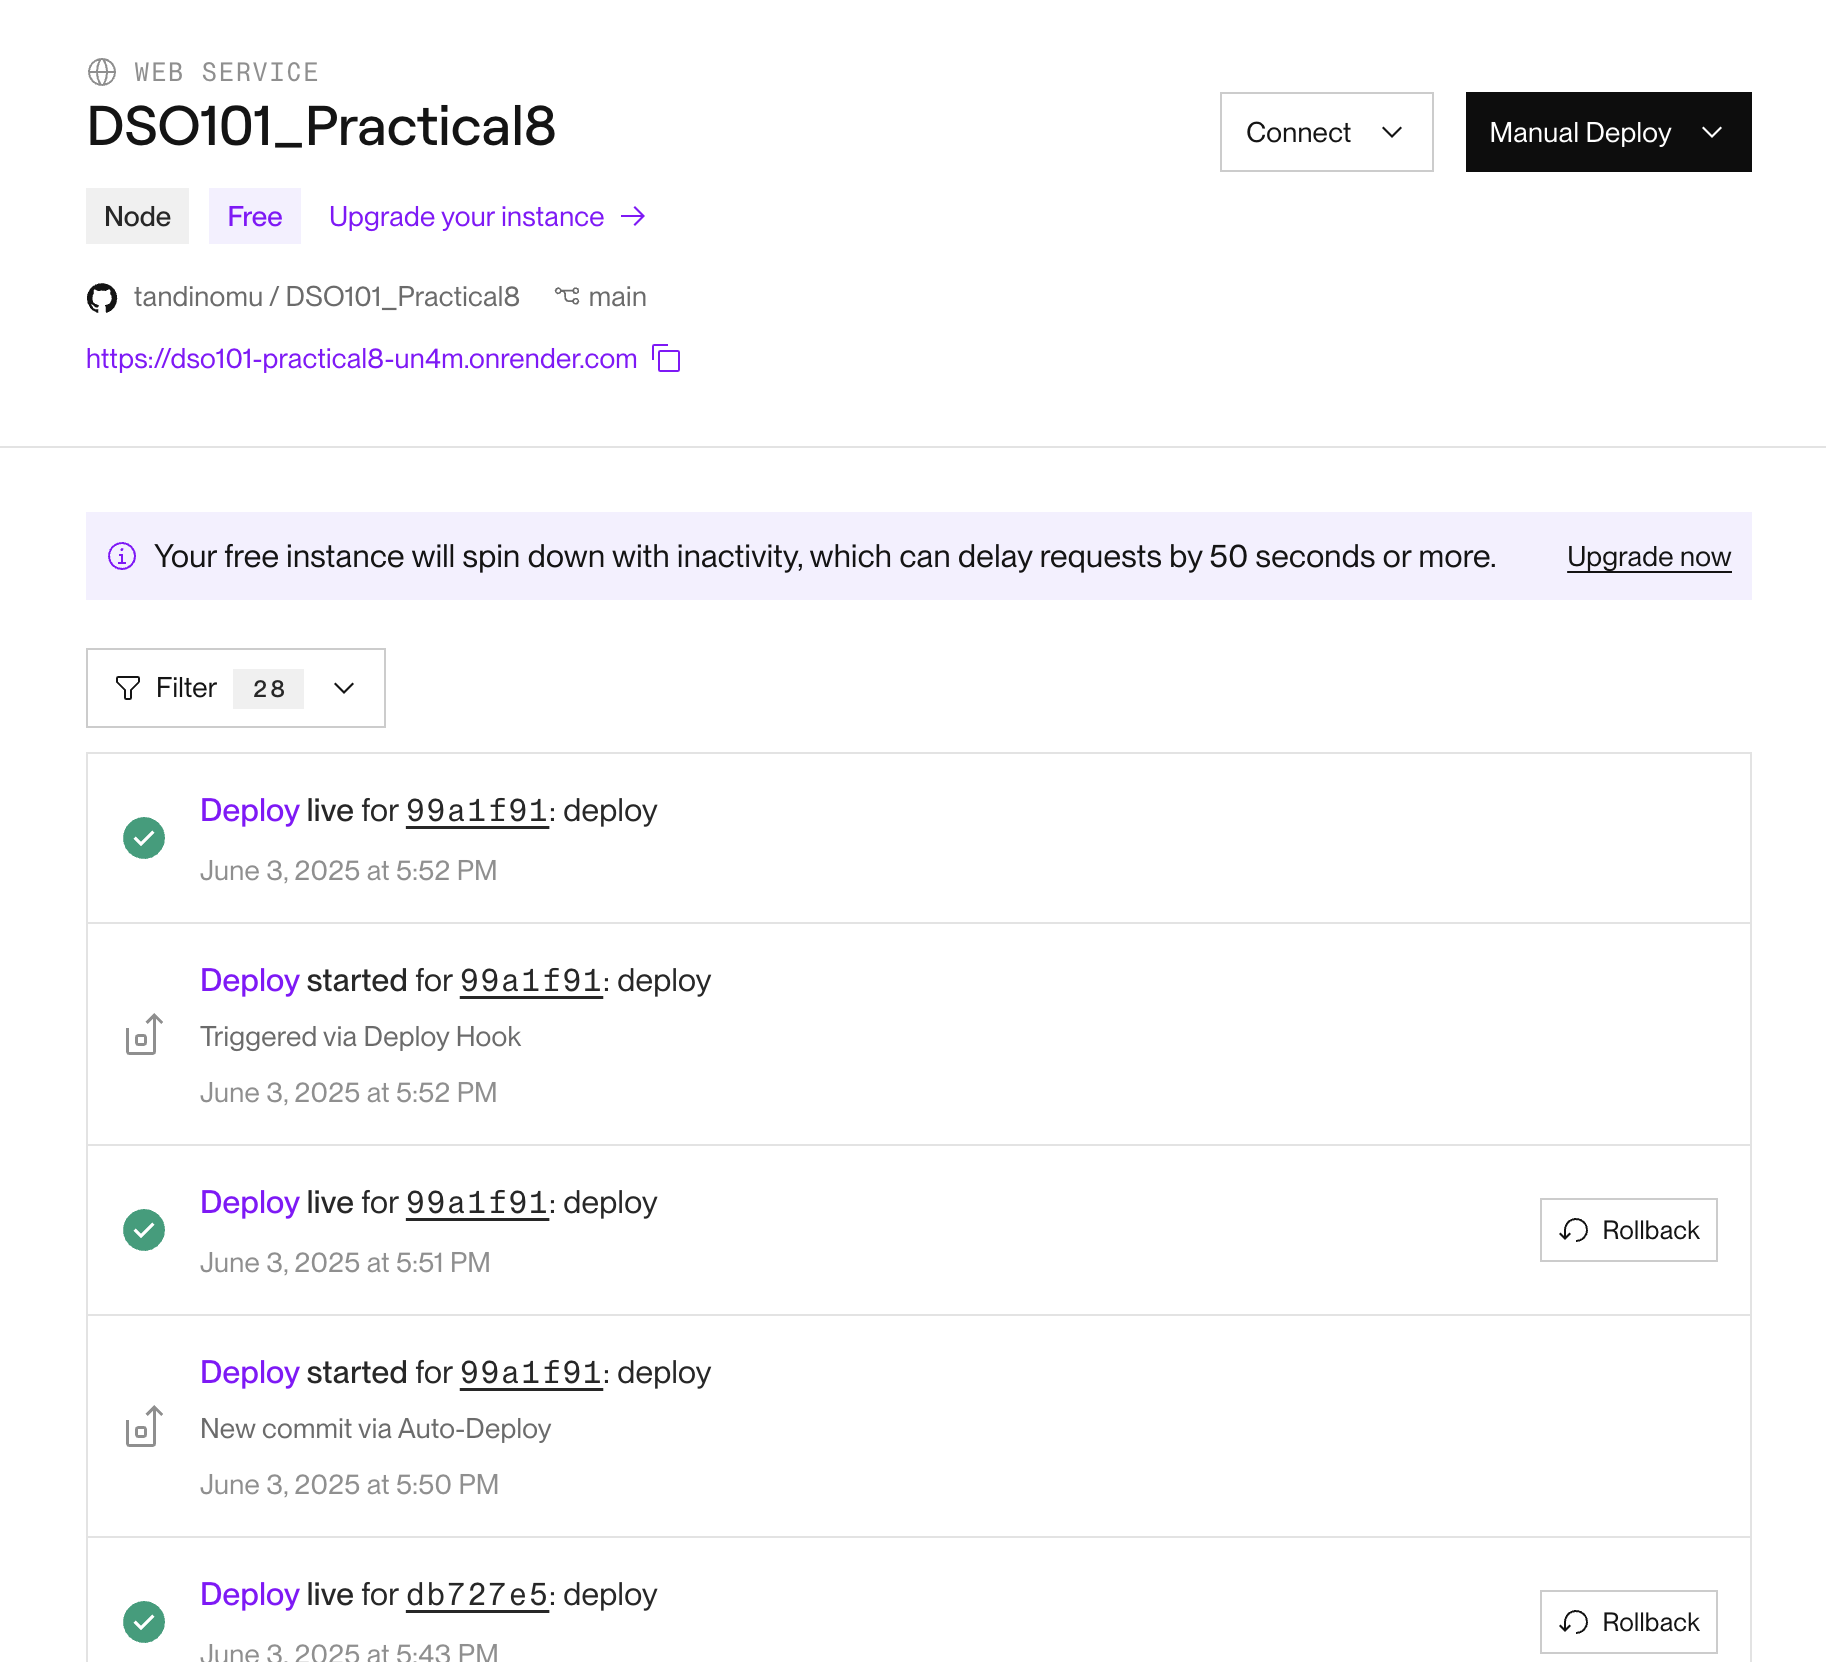 WEB SERVICE
DSO101_Practical8
Connect
Manual Deploy
Node
Free
Upgrade your instance
tandinomu / DSO101_Practical8
main
https://dso101-practical8-un4m.onrender.com
Your free instance will spin down with inactivity, which can delay requests by 50 seconds or more.
Upgrade now
Filter 28
Deploy live for 99a1f91: deploy
June 3, 2025 at 5:52 PM
Deploy started for 99a1f91: deploy
Triggered via Deploy Hook
June 3, 2025 at 5:52 PM
Deploy live for 99a1f91: deploy
June 3, 2025 at 5:51 PM
Rollback
Deploy started for 99a1f91: deploy
New commit via Auto-Deploy
June 3, 2025 at 5:50 PM
Deploy live for db727e5: deploy
June 3, 2025 at 5:43 PM
Rollback